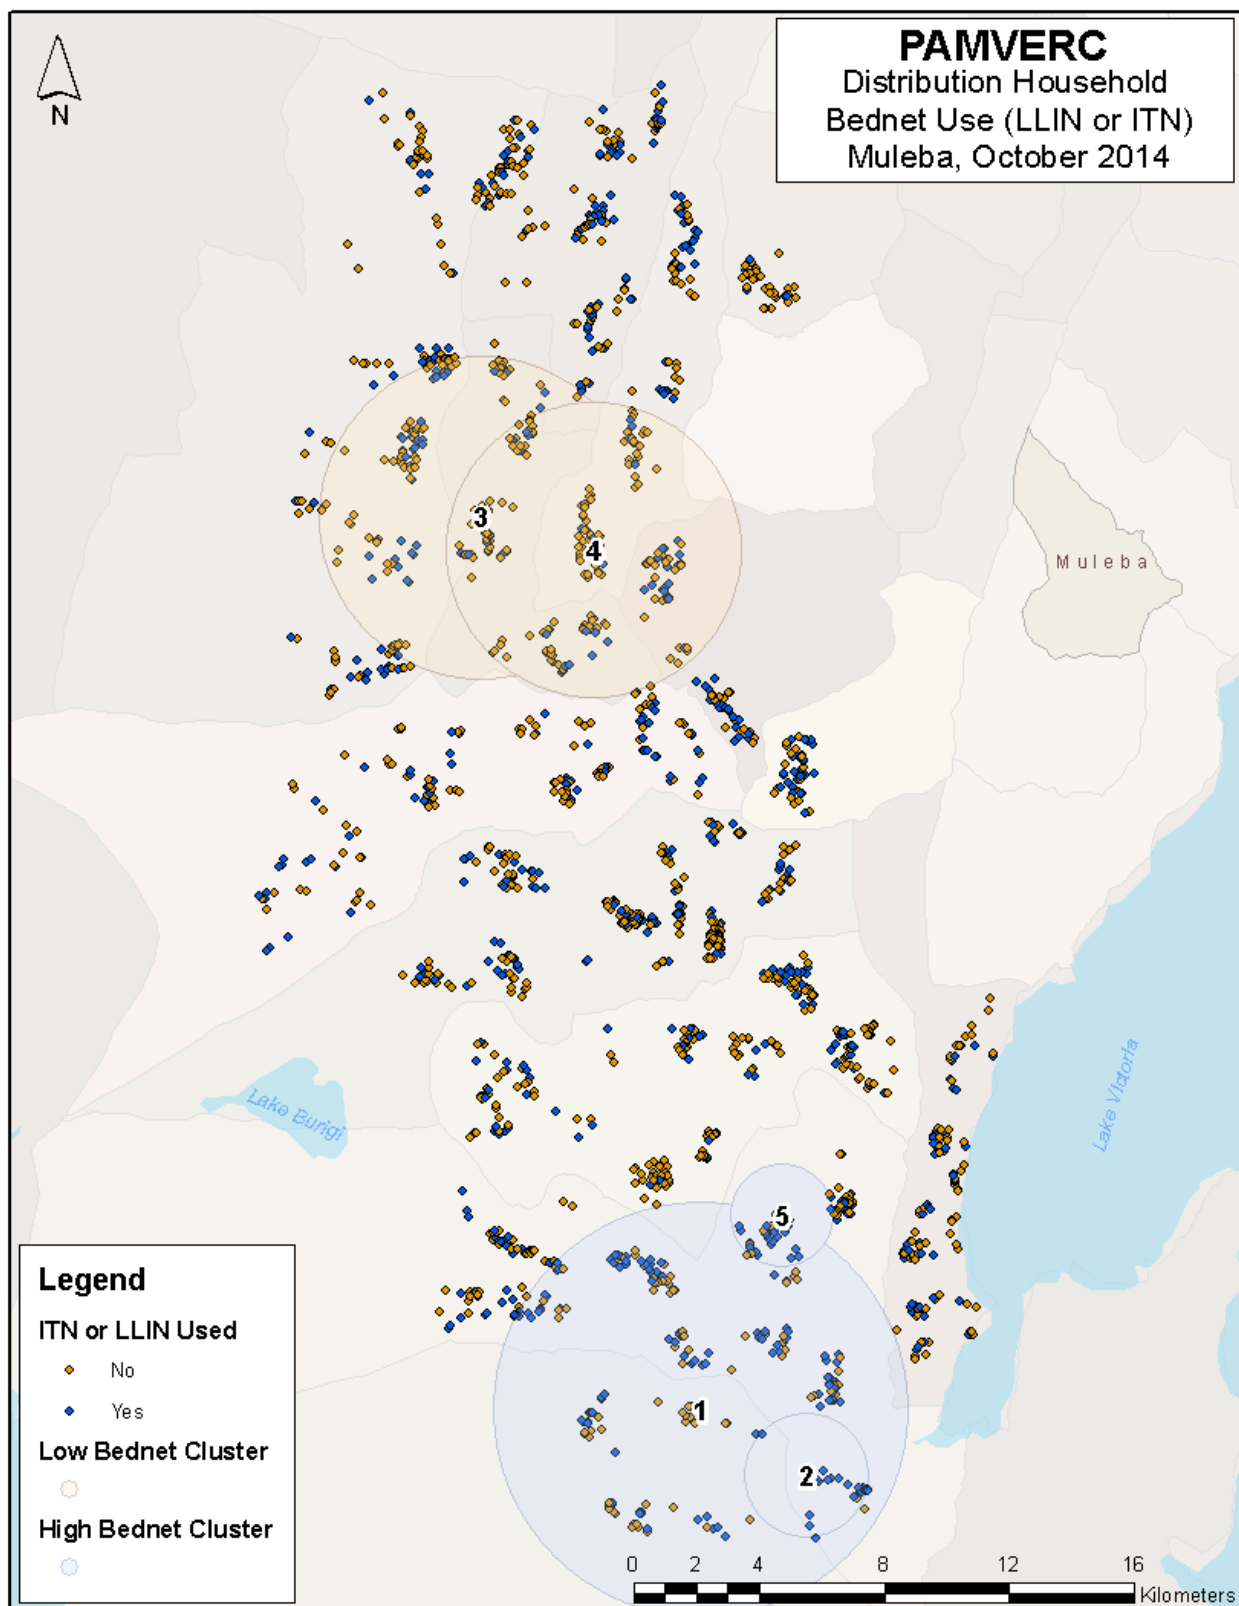 PAMVERC
Distribution Household
Bednet Use (LLIN or ITN)
Muleba, October 2014
N
3
4
Muleba
Lake Victoria
Lake Burigi
5
1
2
Legend
ITN or LLIN Used
No
Yes
Low Bednet Cluster
High Bednet Cluster
0 2 4 8 12 16
Kilometers